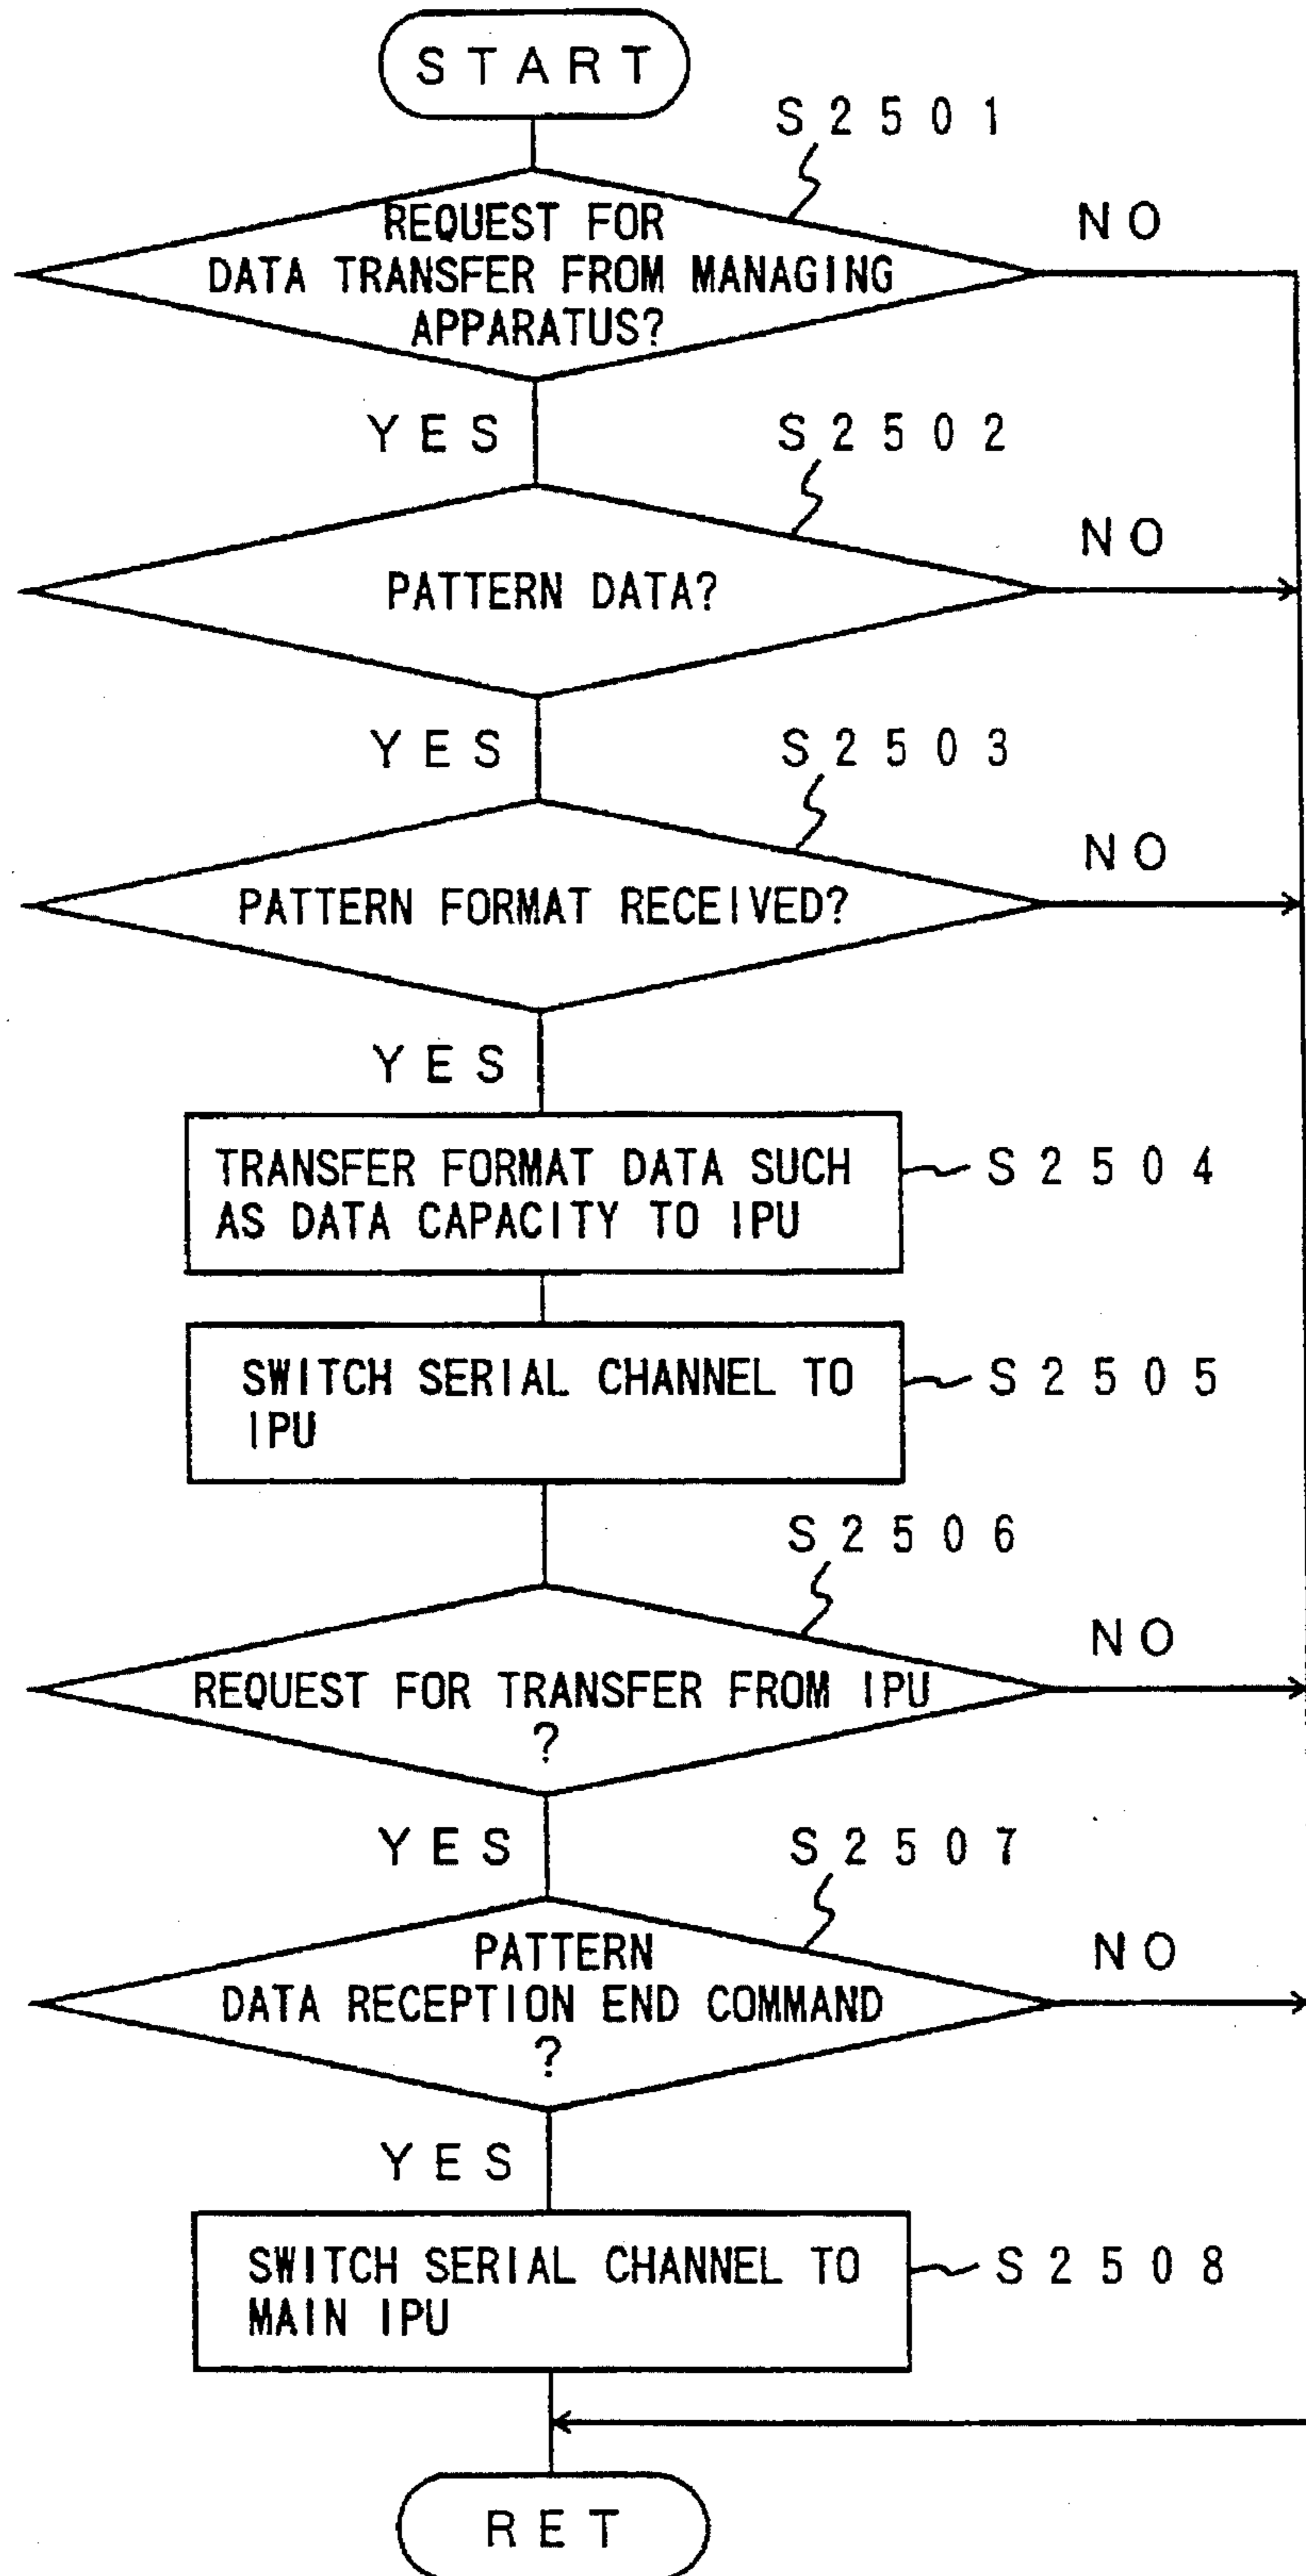 START
S2501
REQUEST FOR
NO
DATA TRANSFER FROM MANAGING
APPARATUS?
YES
S2502
NO
PATTERN DATA?
YES
S2503
NO
PATTERN FORMAT RECEIVED?
YES
TRANSFER FORMAT DATA SUCH
AS DATA CAPACITY TO IPU
S2504
SWITCH SERIAL CHANNEL TO
IPU
S2505
S2506
NO
REQUEST FOR TRANSFER FROM IPU
?
YES
S2507
PATTERN
NO
DATA RECEPTION END COMMAND
?
YES
SWITCH SERIAL CHANNEL TO
MAIN IPU
S2508
RET